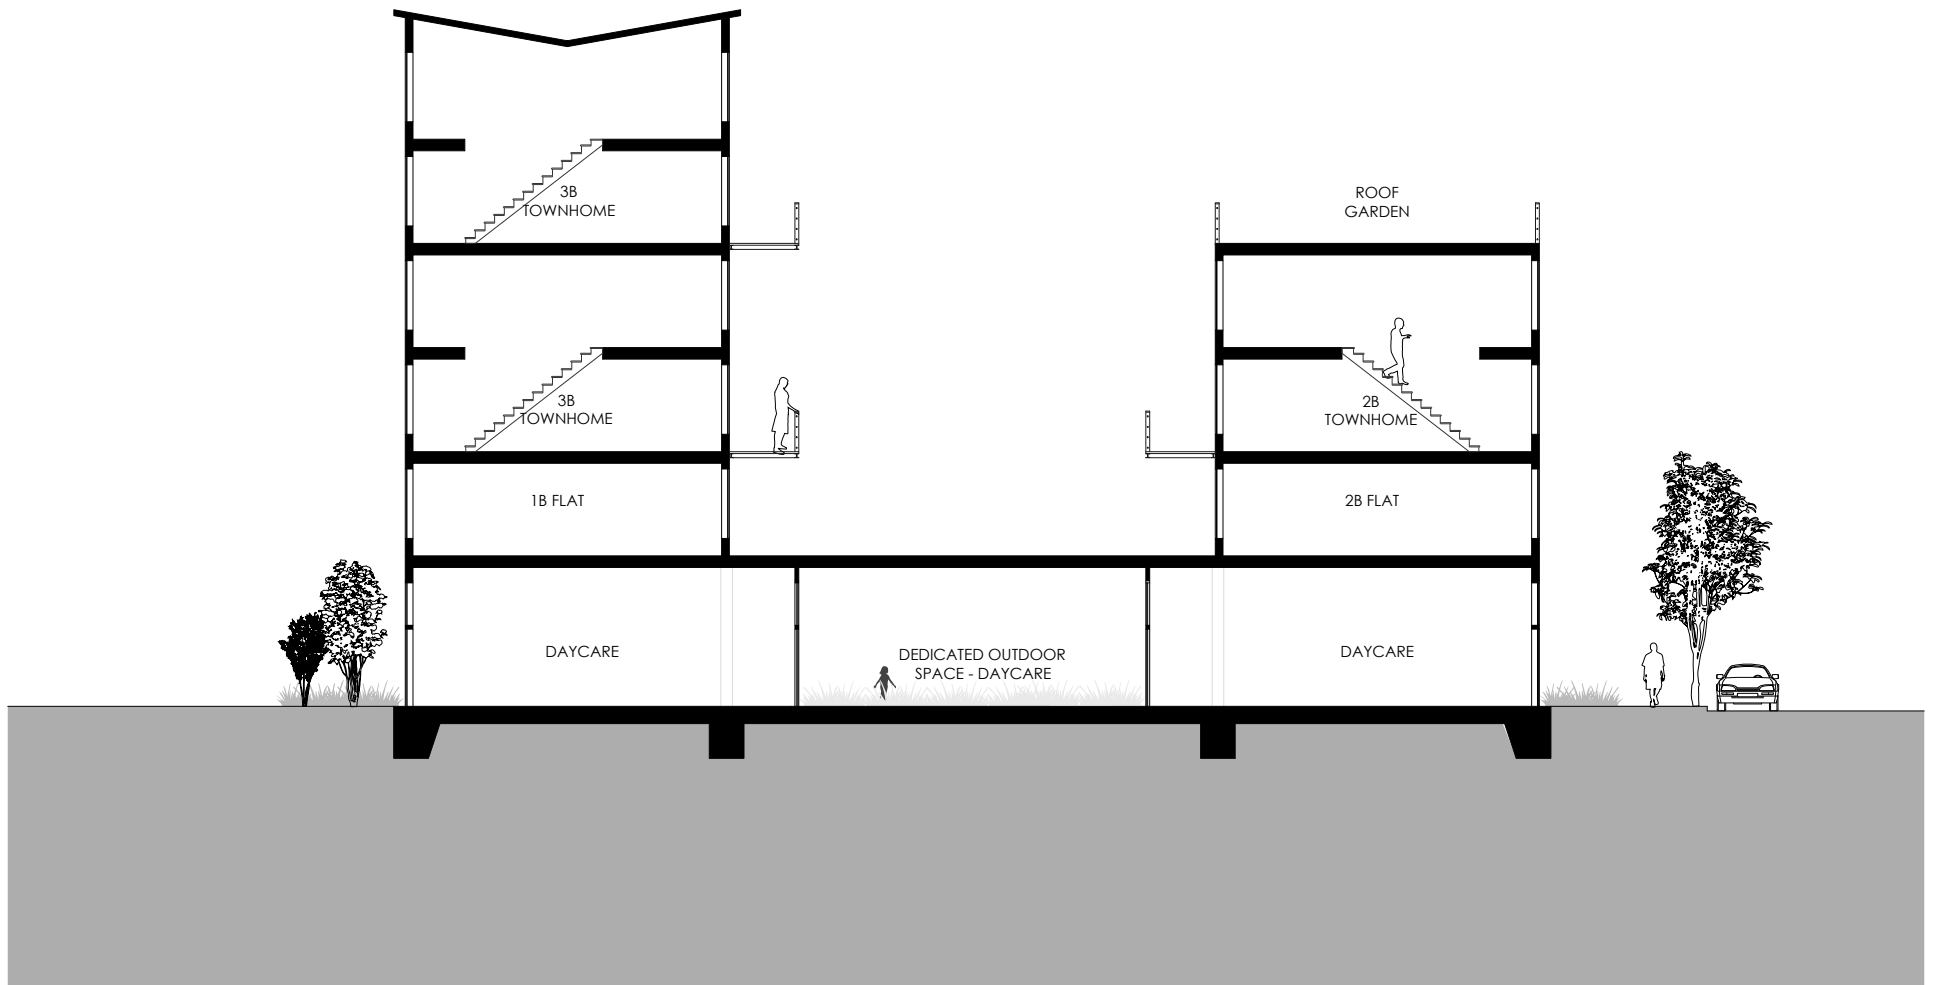 3B
TOWNHOME
ROOF
GARDEN
3B
TOWNHOME
2B
TOWNHOME
1B FLAT
2B FLAT
DAYCARE
DEDICATED OUTDOOR
SPACE - DAYCARE
DAYCARE